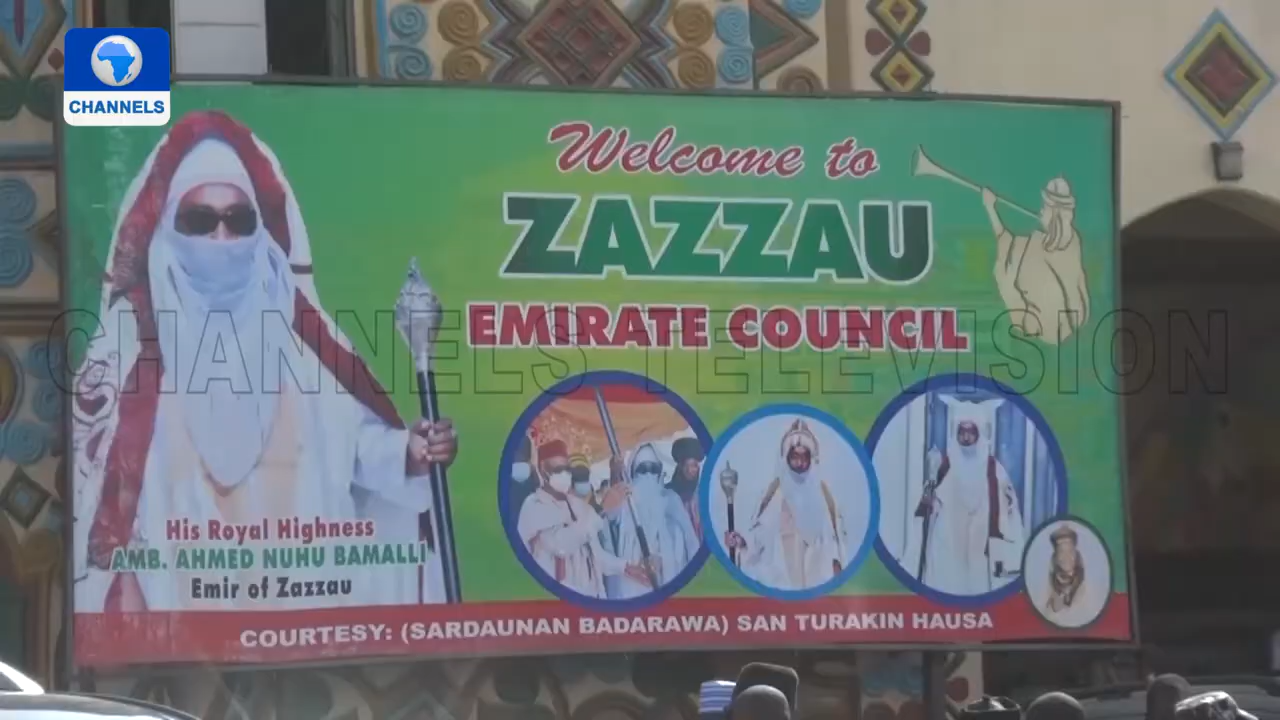 CHANNELS
Welcome to
ZAZZAU
EMIRATE COUNCIL
CHANNELS TELEVISION
His Royal Highness
AMB. AHMED NUHU BAMALLI
Emir of Zazzau
COURTESY: (SARDAUNAN BADARAWA) SAN TURAKIN HAUSA